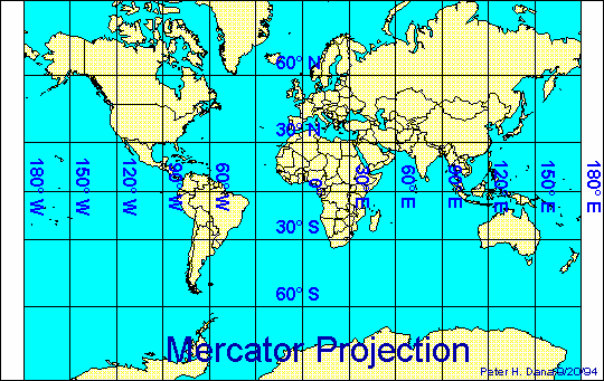 60° N
30° N
180° W
150° W
120° W
90° W
60° W
0°
30° E
60° E
90° E
120° E
150° E
180° E
30° S
60° S
Mercator Projection
Peter H. Dana 9/20/94